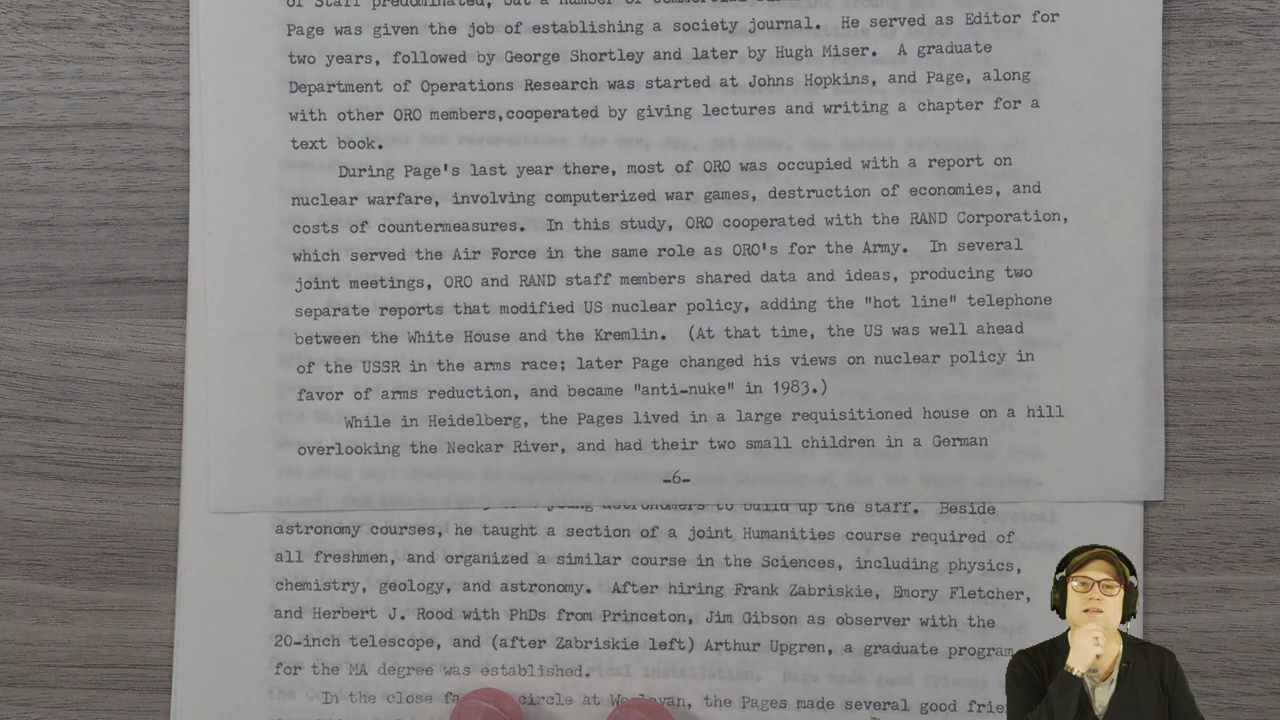 of Staff predominated, but a number of commercial
Page was given the job of establishing a society journal.  He served as Editor for
two years, followed by George Shortley and later by Hugh Miser.  A graduate
Department of Operations Research was started at Johns Hopkins, and Page, along
with other ORO members,cooperated by giving lectures and writing a chapter for a
text book.
During Page's last year there, most of ORO was occupied with a report on
nuclear warfare, involving computerized war games, destruction of economies, and
costs of countermeasures.  In this study, ORO cooperated with the RAND Corporation,
which served the Air Force in the same role as ORO's for the Army.  In several
joint meetings, ORO and RAND staff members shared data and ideas, producing two
separate reports that modified US nuclear policy, adding the "hot line" telephone
between the White House and the Kremlin.  (At that time, the US was well ahead
of the USSR in the arms race; later Page changed his views on nuclear policy in
favor of arms reduction, and became "anti-nuke" in 1983.)
While in Heidelberg, the Pages lived in a large requisitioned house on a hill
overlooking the Neckar River, and had their two small children in a German
-6-
young astronomers to build up the staff.  Beside
astronomy courses, he taught a section of a joint Humanities course required of
all freshmen, and organized a similar course in the Sciences, including physics,
chemistry, geology, and astronomy.  After hiring Frank Zabriskie, Emory Fletcher,
and Herbert J. Rood with PhDs from Princeton, Jim Gibson as observer with the
20-inch telescope, and (after Zabriskie left) Arthur Upgren, a graduate program
for the MA degree was established.
In the close circle at Wesleyan, the Pages made several good